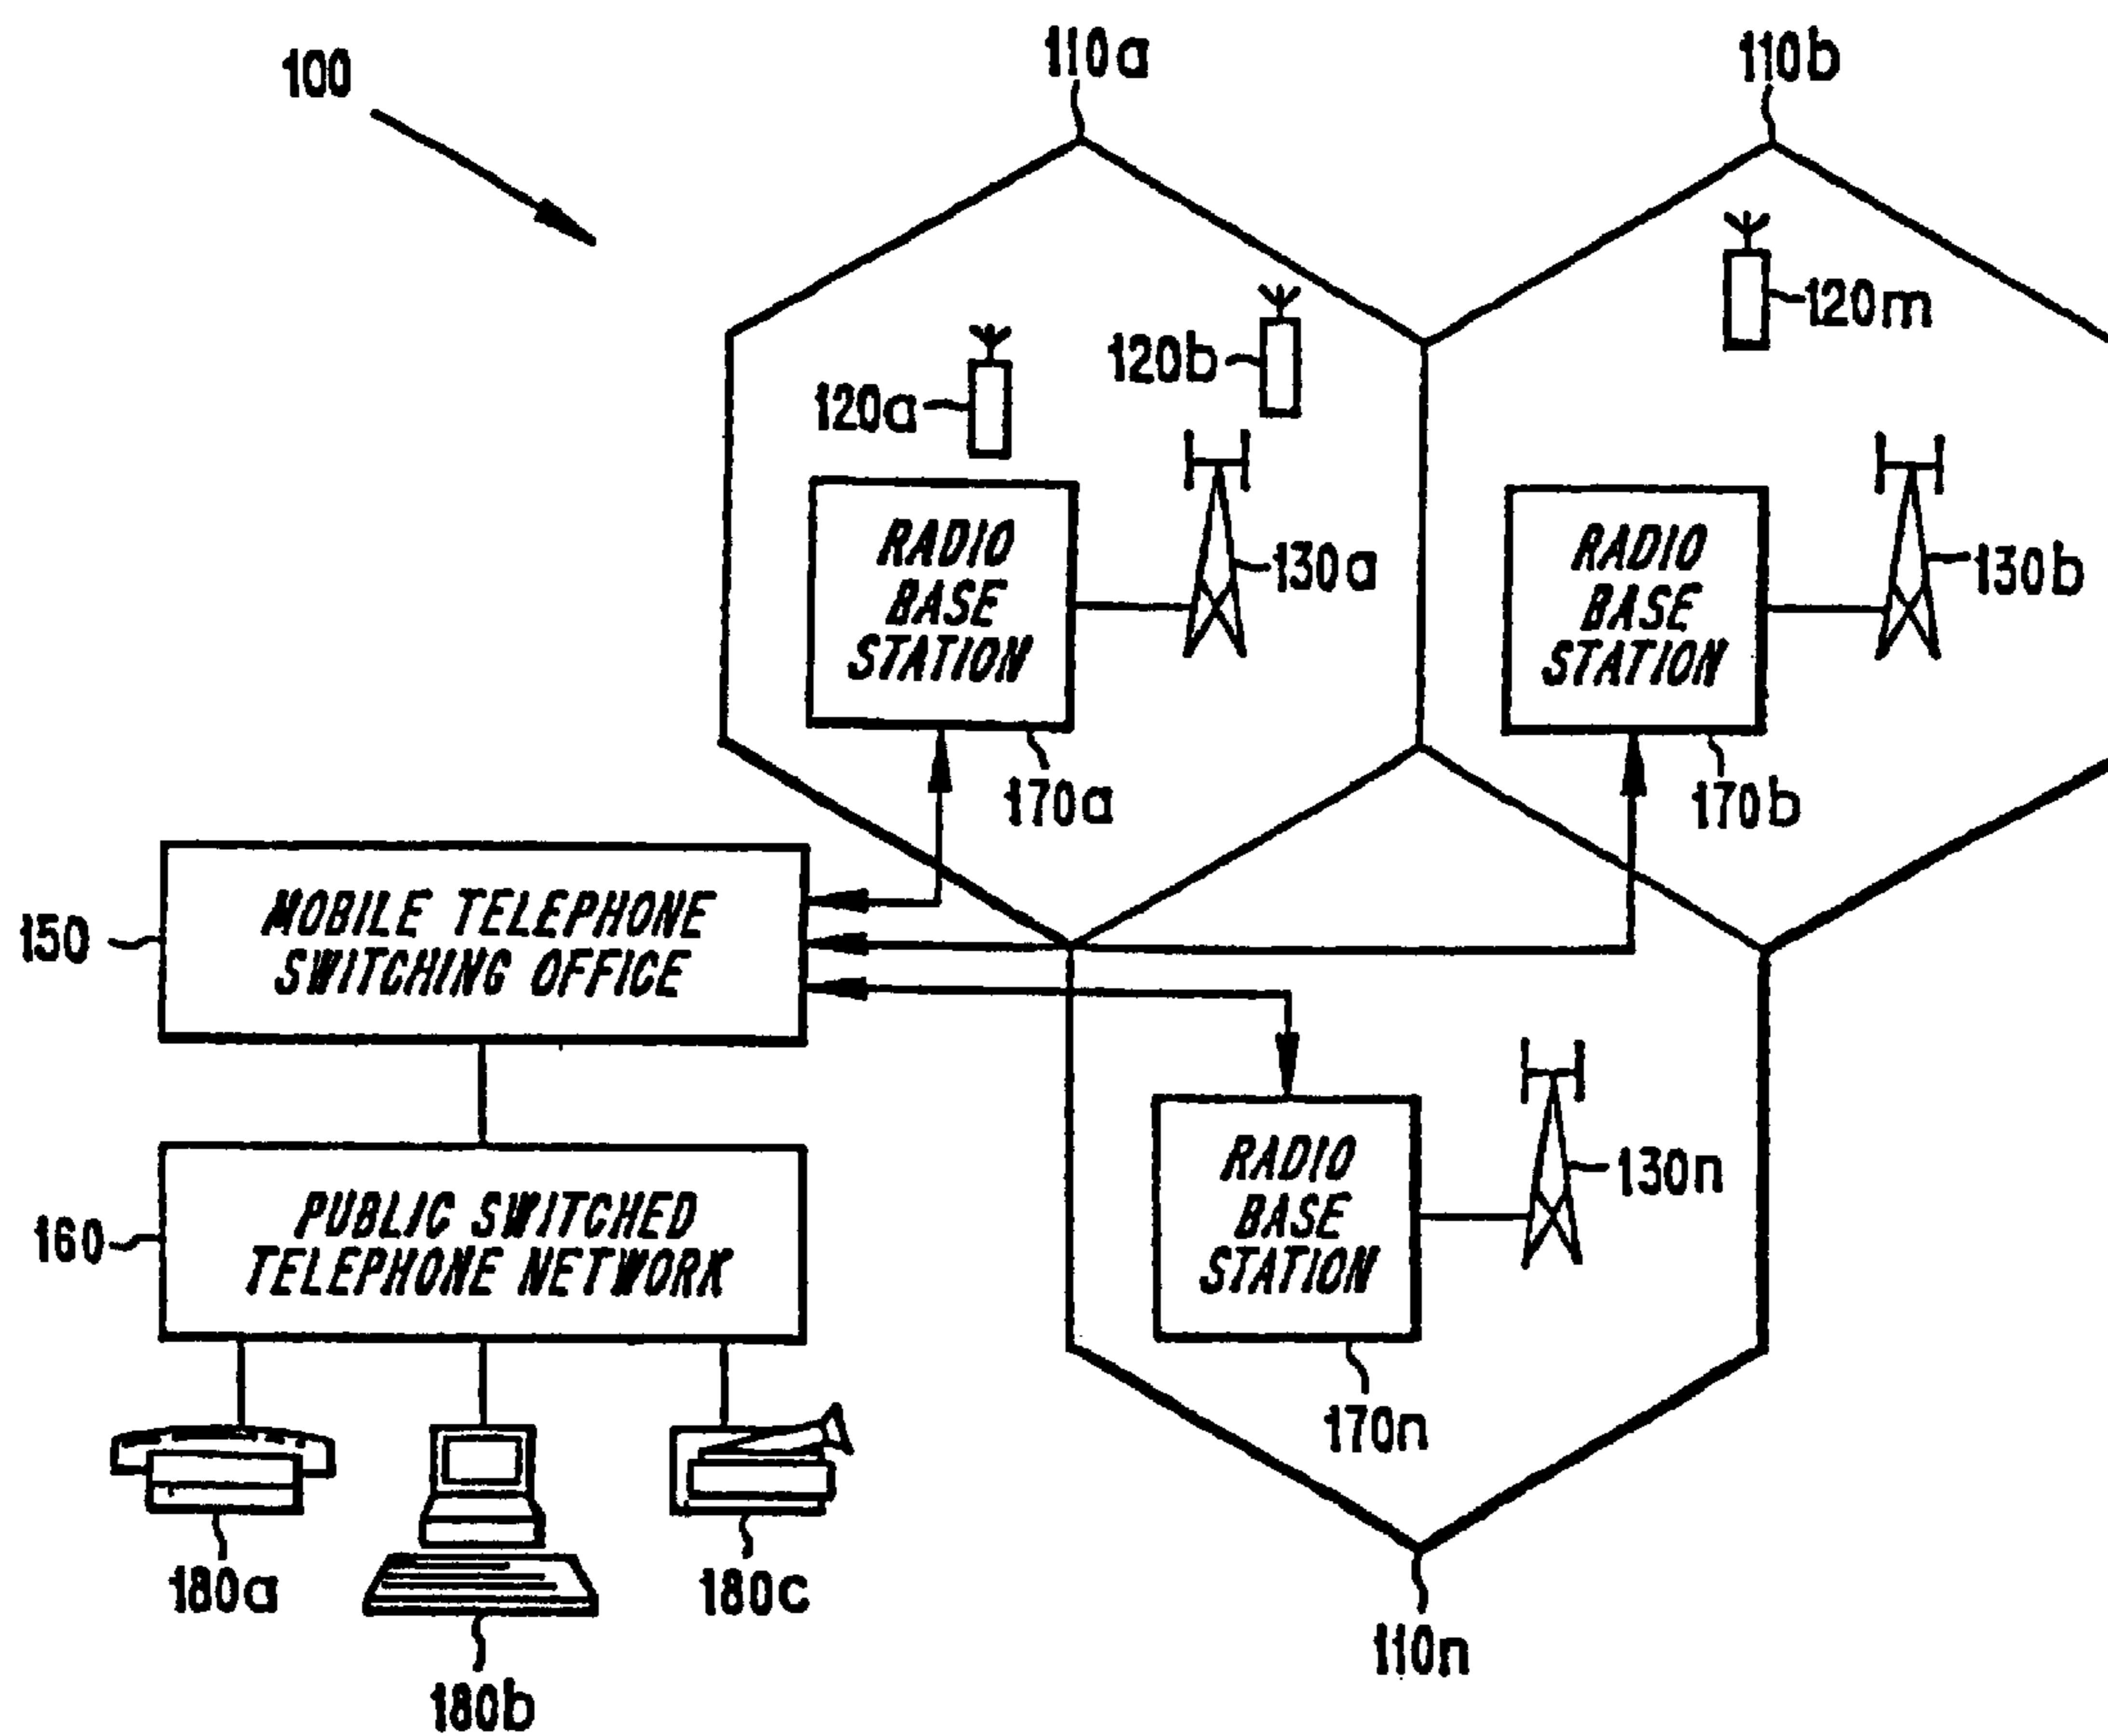 100
110a
110b
120m
120b
120a
RADIO
BASE
STATION
130a
RADIO
BASE
STATION
130b
170a
170b
150
MOBILE TELEPHONE
SWITCHING OFFICE
160
PUBLIC SWITCHED
TELEPHONE NETWORK
RADIO
BASE
STATION
130n
170n
180a
180b
180c
110n